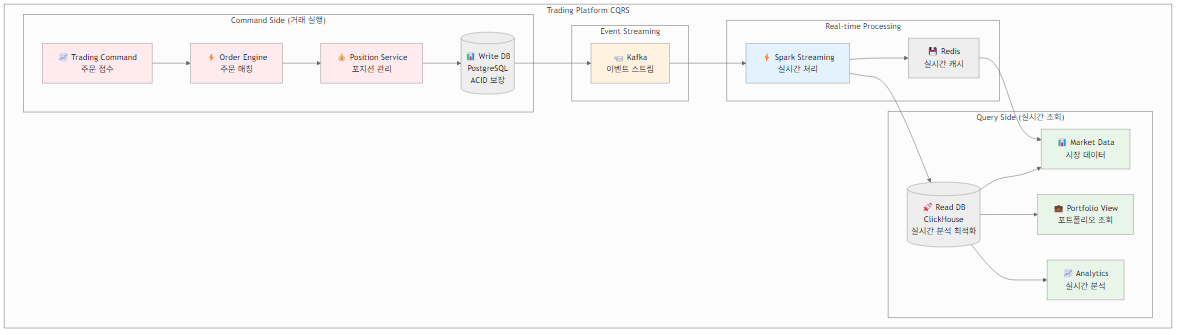 Trading Platform CQRS
Command Side (거래 실행)
📈 Trading Command
주문 접수
⚡ Order Engine
주문 매칭
💰 Position Service
포지션 관리
📊 Write DB
PostgreSQL
ACID 보장
Event Streaming
📨 Kafka
이벤트 스트림
Real-time Processing
⚡ Spark Streaming
실시간 처리
💾 Redis
실시간 캐시
Query Side (실시간 조회)
🚀 Read DB
ClickHouse
실시간 분석 최적화
📊 Market Data
시장 데이터
💼 Portfolio View
포트폴리오 조회
📈 Analytics
실시간 분석